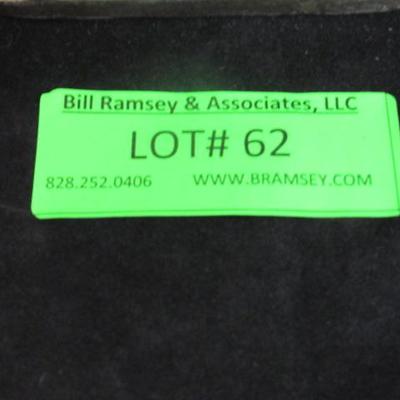 Bill Ramsey & Associates, LLC
LOT# 62
828.252.0406 WWW.BRAMSEY.COM